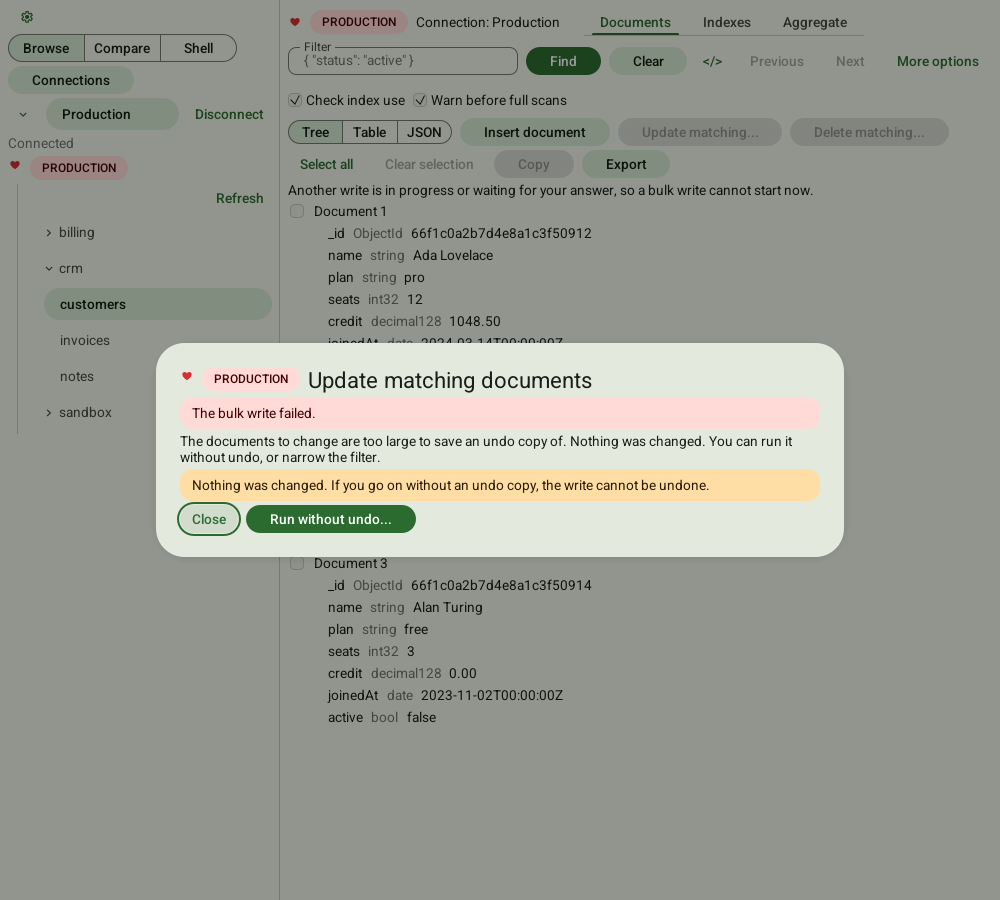 Browse Compare Shell
Connections
Production Disconnect
Connected
PRODUCTION
Refresh
billing
crm
customers
invoices
notes
sandbox
PRODUCTION Connection: Production Documents Indexes Aggregate
Filter
{ "status": "active" } Find Clear </> Previous Next More options
Check index use Warn before full scans
Tree Table JSON Insert document Update matching... Delete matching...
Select all Clear selection Copy Export
Another write is in progress or waiting for your answer, so a bulk write cannot start now.
Document 1
_id ObjectId 66f1c0a2b7d4e8a1c3f50912
name string Ada Lovelace
plan string pro
seats int32 12
credit decimal128 1048.50
joinedAt date 2024-03-14T00:00:00Z
PRODUCTION Update matching documents
The bulk write failed.
The documents to change are too large to save an undo copy of. Nothing was changed. You can run it
without undo, or narrow the filter.
Nothing was changed. If you go on without an undo copy, the write cannot be undone.
Close Run without undo...
Document 3
_id ObjectId 66f1c0a2b7d4e8a1c3f50914
name string Alan Turing
plan string free
seats int32 3
credit decimal128 0.00
joinedAt date 2023-11-02T00:00:00Z
active bool false